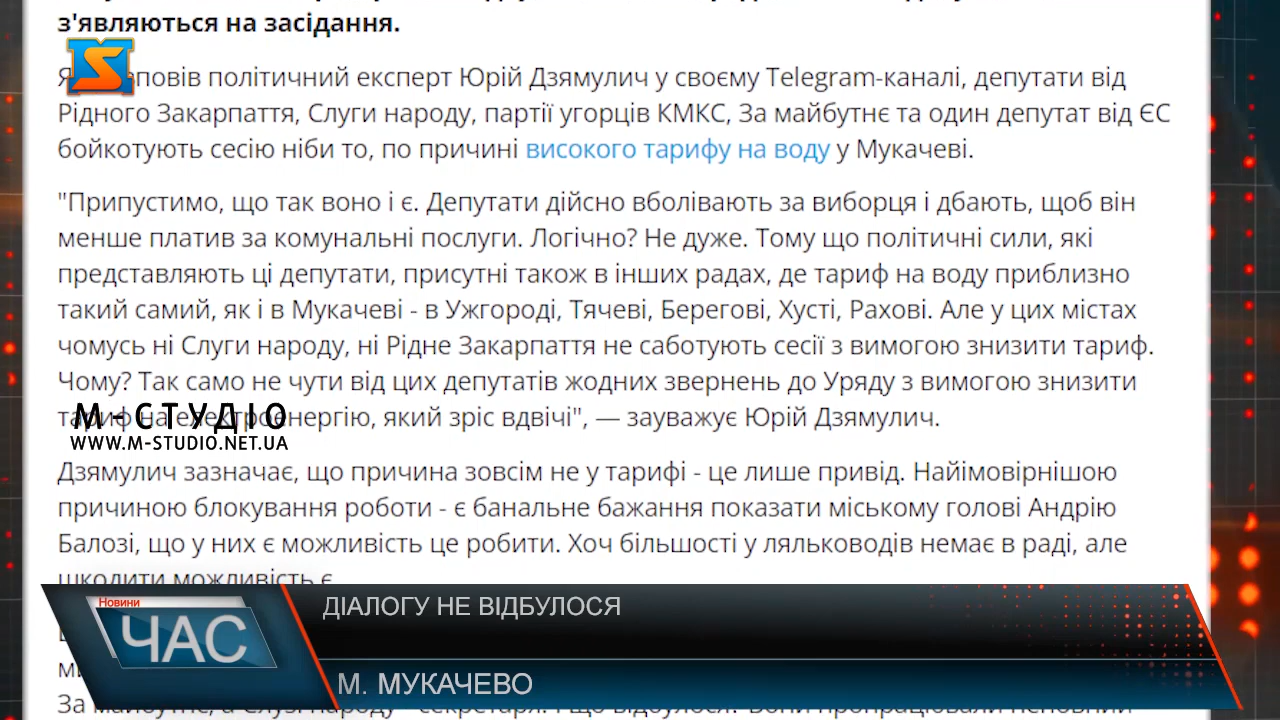 з'являються на засідання.
розповів політичний експерт Юрій Дзямулич у своєму Telegram-каналі, депутати від
Рідного Закарпаття, Слуги народу, партії угорців КМКС, За майбутнє та один депутат від ЄС
бойкотують сесію ніби то, по причині високого тарифу на воду у Мукачеві.
"Припустимо, що так воно і є. Депутати дійсно вболівають за виборця і дбають, щоб він
менше платив за комунальні послуги. Логічно? Не дуже. Тому що політичні сили, які
представляють ці депутати, присутні також в інших радах, де тариф на воду приблизно
такий самий, як і в Мукачеві - в Ужгороді, Тячеві, Берегові, Хусті, Рахові. Але у цих містах
чомусь ні Слуги народу, ні Рідне Закарпаття не саботують сесії з вимогою знизити тариф.
Чому? Так само не чути від цих депутатів жодних звернень до Уряду з вимогою знизити
тариф на електроенергію, який зріс вдвічі", — зауважує Юрій Дзямулич.
М-СТУДІО
WWW.M-STUDIO.NET.UA
Дзямулич зазначає, що причина зовсім не у тарифі - це лише привід. Найімовірнішою
причиною блокування роботи - є банальне бажання показати міському голові Андрію
Балозі, що у них є можливість це робити. Хоч більшості у ляльководів немає в раді, але
шкодити можливість є.
Новини
ЧАС
ДІАЛОГУ НЕ ВІДБУЛОСЯ
М. МУКАЧЕВО